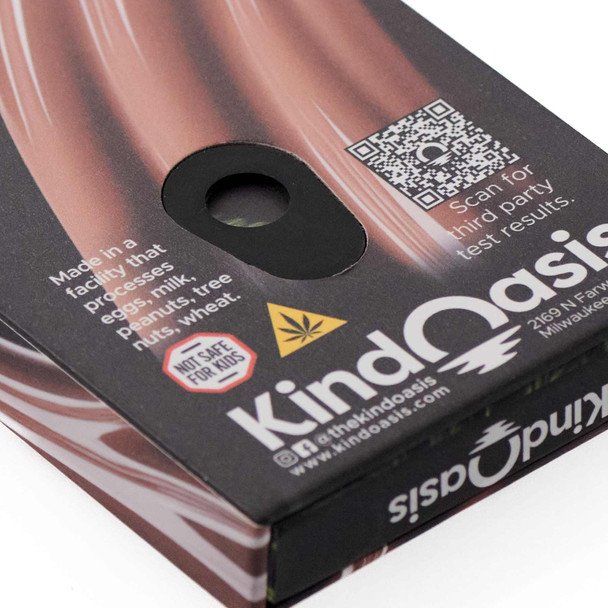 Made in a
facility that
processes
eggs, milk,
peanuts, tree
nuts, wheat.
NOT SAFE
FOR KIDS
Scan for
third party
test results.
KindOasis
@thekindoasis
www.kindoasis.com
2169 N Farw
Milwaukee
KindOasis